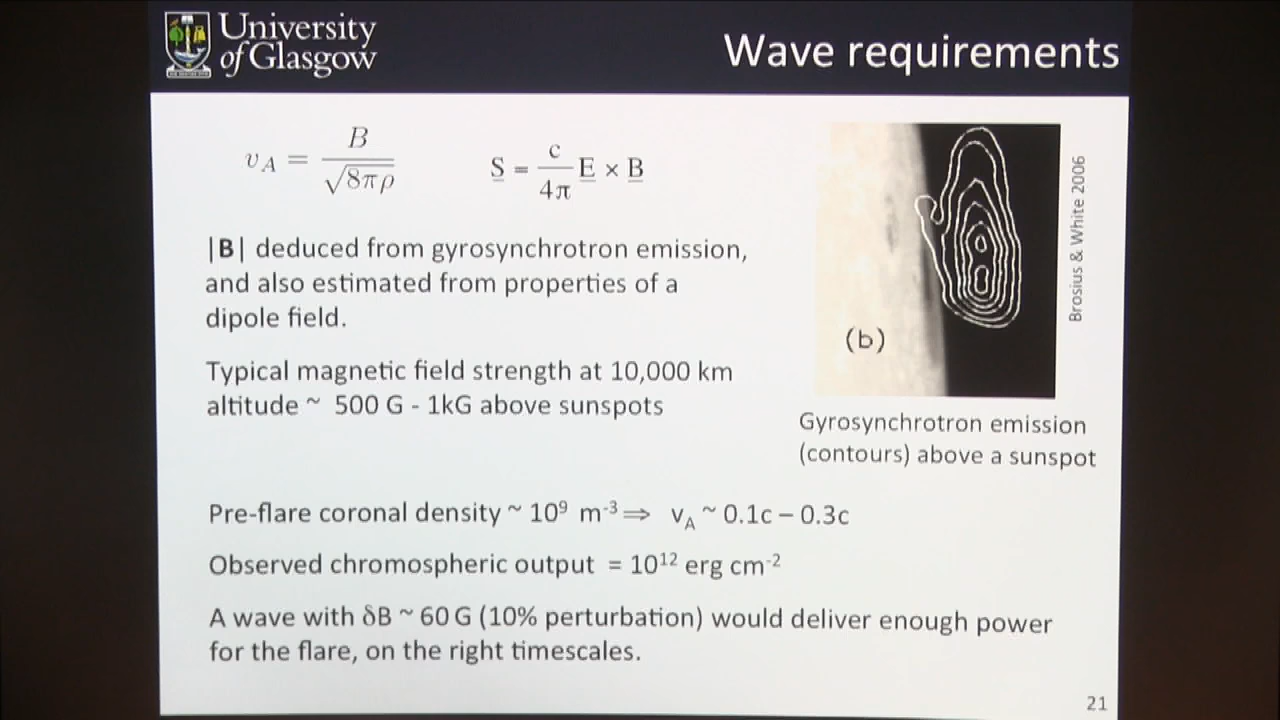 University
of Glasgow
Wave requirements
v_A = B / √8πρ
S = c/4π E × B
|B| deduced from gyrosynchrotron emission,
and also estimated from properties of a
dipole field.
Typical magnetic field strength at 10,000 km
altitude ~ 500 G - 1kG above sunspots
(b)
Brosius & White 2006
Gyrosynchrotron emission
(contours) above a sunspot
Pre-flare coronal density ~ 10⁹ m⁻³ ⇒ v_A ~ 0.1c – 0.3c
Observed chromospheric output = 10¹² erg cm⁻²
A wave with δB ~ 60 G (10% perturbation) would deliver enough power
for the flare, on the right timescales.
21